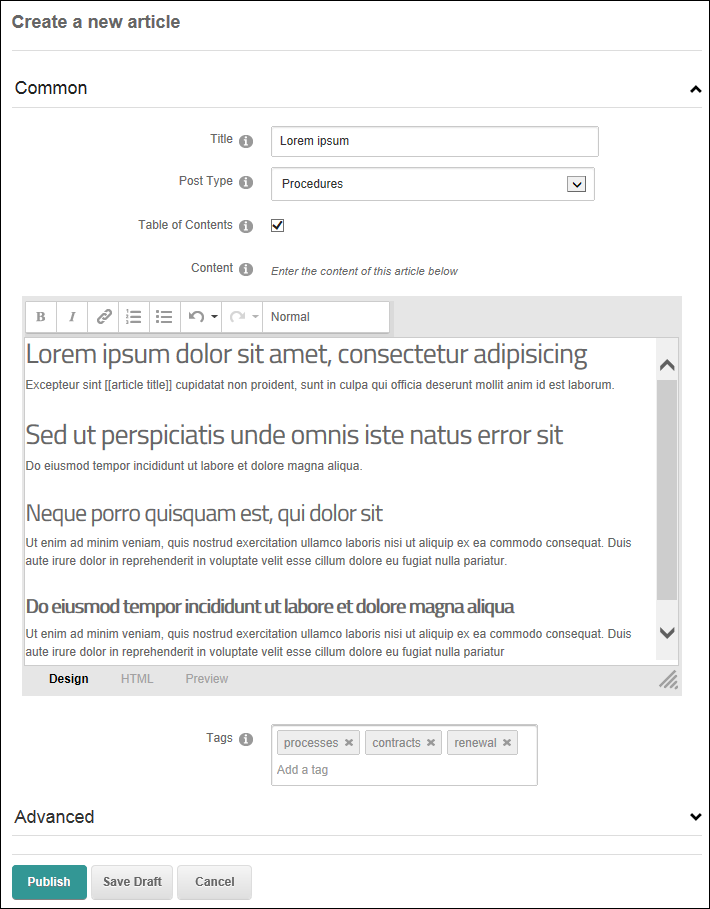 Create a new article
Common
Title
Lorem ipsum
Post Type
Procedures
Table of Contents
Content
Enter the content of this article below
B I Normal
Lorem ipsum dolor sit amet, consectetur adipisicing
Excepteur sint [[article title]] cupidatat non proident, sunt in culpa qui officia deserunt mollit anim id est laborum.
Sed ut perspiciatis unde omnis iste natus error sit
Do eiusmod tempor incididunt ut labore et dolore magna aliqua.
Neque porro quisquam est, qui dolor sit
Ut enim ad minim veniam, quis nostrud exercitation ullamco laboris nisi ut aliquip ex ea commodo consequat. Duis
aute irure dolor in reprehenderit in voluptate velit esse cillum dolore eu fugiat nulla pariatur.
Do eiusmod tempor incididunt ut labore et dolore magna aliqua
Ut enim ad minim veniam, quis nostrud exercitation ullamco laboris nisi ut aliquip ex ea commodo consequat. Duis
aute irure dolor in reprehenderit in voluptate velit esse cillum dolore eu fugiat nulla pariatur
Design HTML Preview
Tags
processes contracts renewal
Add a tag
Advanced
Publish Save Draft Cancel